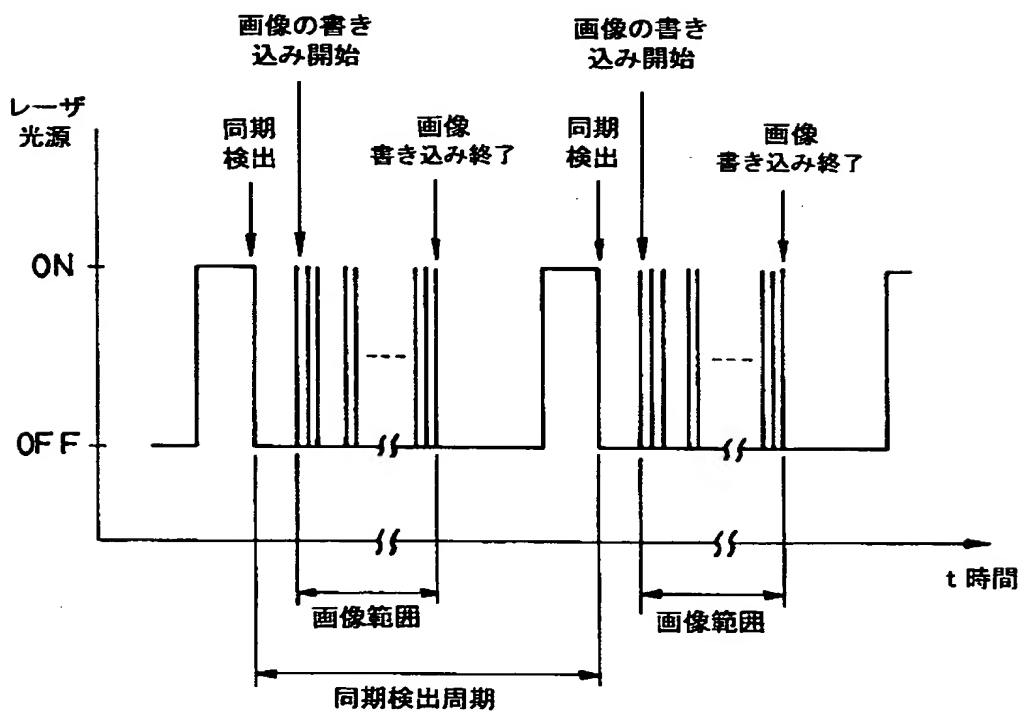 画像の書き
込み開始
画像の書き
込み開始
レーザ
光源
同期
検出
画像
書き込み終了
同期
検出
画像
書き込み終了
ON
OFF
t 時間
画像範囲
画像範囲
同期検出周期